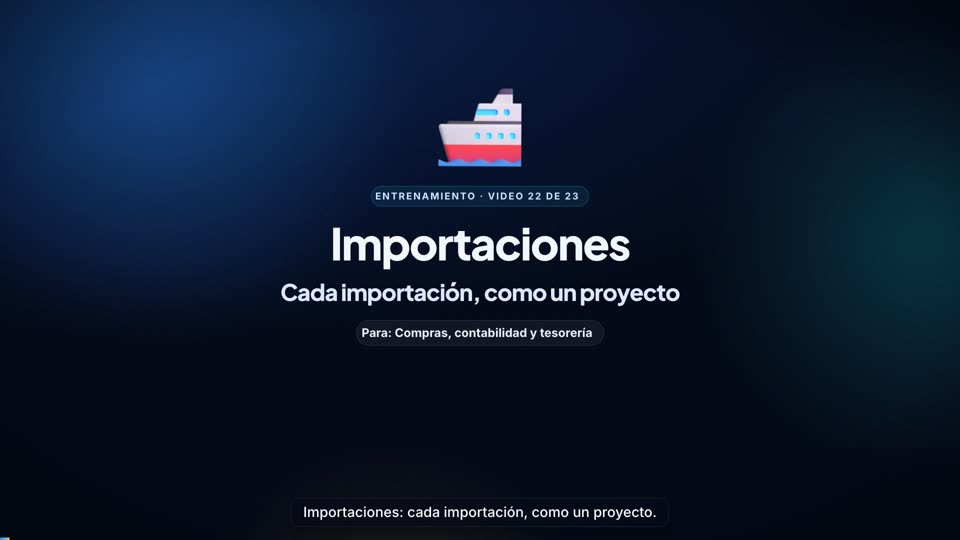 ENTRENAMIENTO · VIDEO 22 DE 23
Importaciones
Cada importación, como un proyecto
Para: Compras, contabilidad y tesorería
Importaciones: cada importación, como un proyecto.